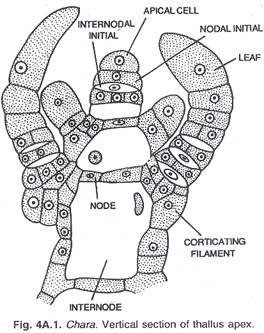 APICAL CELL
INTERNODAL
INITIAL
NODAL INITIAL
LEAF
NODE
CORTICATING
FILAMENT
INTERNODE
Fig. 4A.1. Chara. Vertical section of thallus apex.